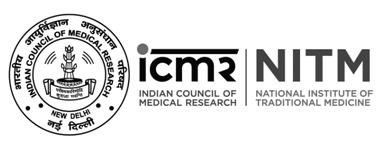 भारतीय आयुर्विज्ञान अनुसंधान परिषद
INDIAN COUNCIL OF MEDICAL RESEARCH
NEW DELHI
नई दिल्ली
icmr
INDIAN COUNCIL OF
MEDICAL RESEARCH
NITM
NATIONAL INSTITUTE OF
TRADITIONAL MEDICINE